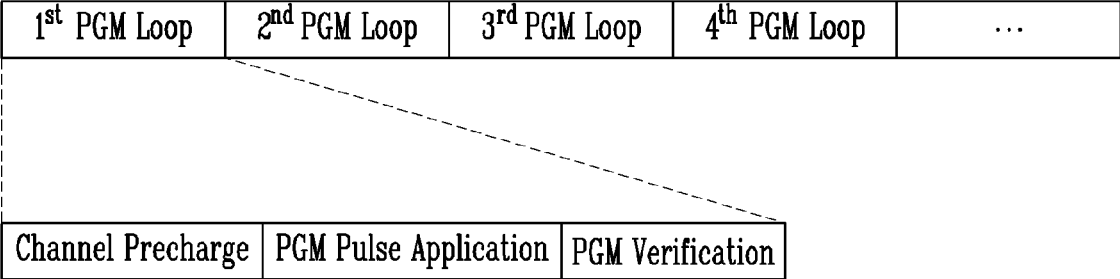 1st PGM Loop 2nd PGM Loop 3rd PGM Loop 4th PGM Loop ...
Channel Precharge PGM Pulse Application PGM Verification